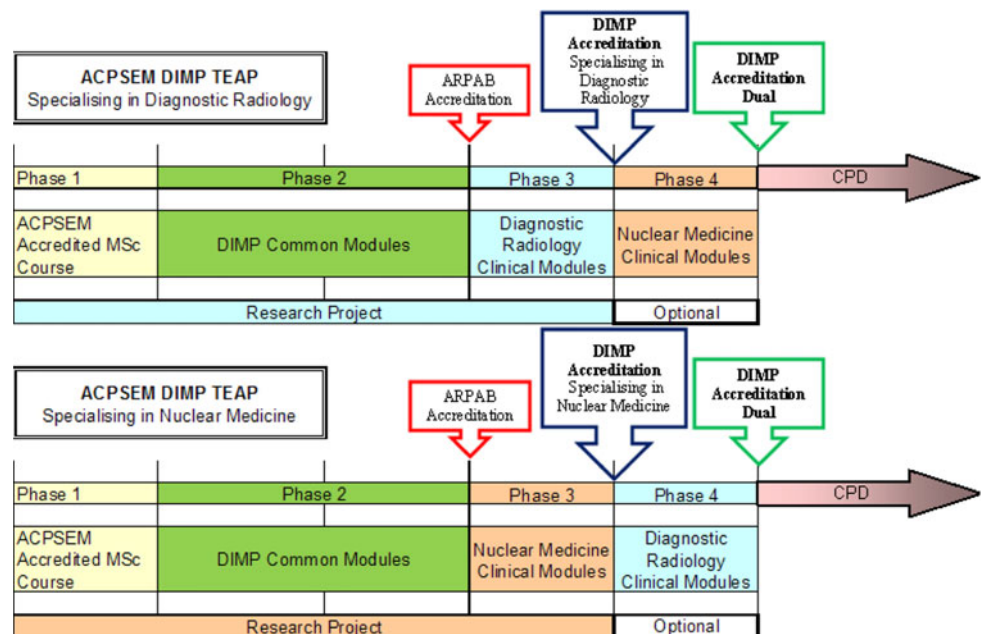 ACPSEM DIMP TEAP
Specialising in Diagnostic Radiology
ARPAB
Accreditation
DIMP
Accreditation
Specialising in
Diagnostic
Radiology
DIMP
Accreditation
Dual
Phase 1
Phase 2
Phase 3
Phase 4
CPD
ACPSEM
Accredited MSc
Course
DIMP Common Modules
Diagnostic
Radiology
Clinical Modules
Nuclear Medicine
Clinical Modules
Research Project
Optional
ACPSEM DIMP TEAP
Specialising in Nuclear Medicine
ARPAB
Accreditation
DIMP
Accreditation
Specialising in
Nuclear Medicine
DIMP
Accreditation
Dual
Phase 1
Phase 2
Phase 3
Phase 4
CPD
ACPSEM
Accredited MSc
Course
DIMP Common Modules
Nuclear Medicine
Clinical Modules
Diagnostic
Radiology
Clinical Modules
Research Project
Optional